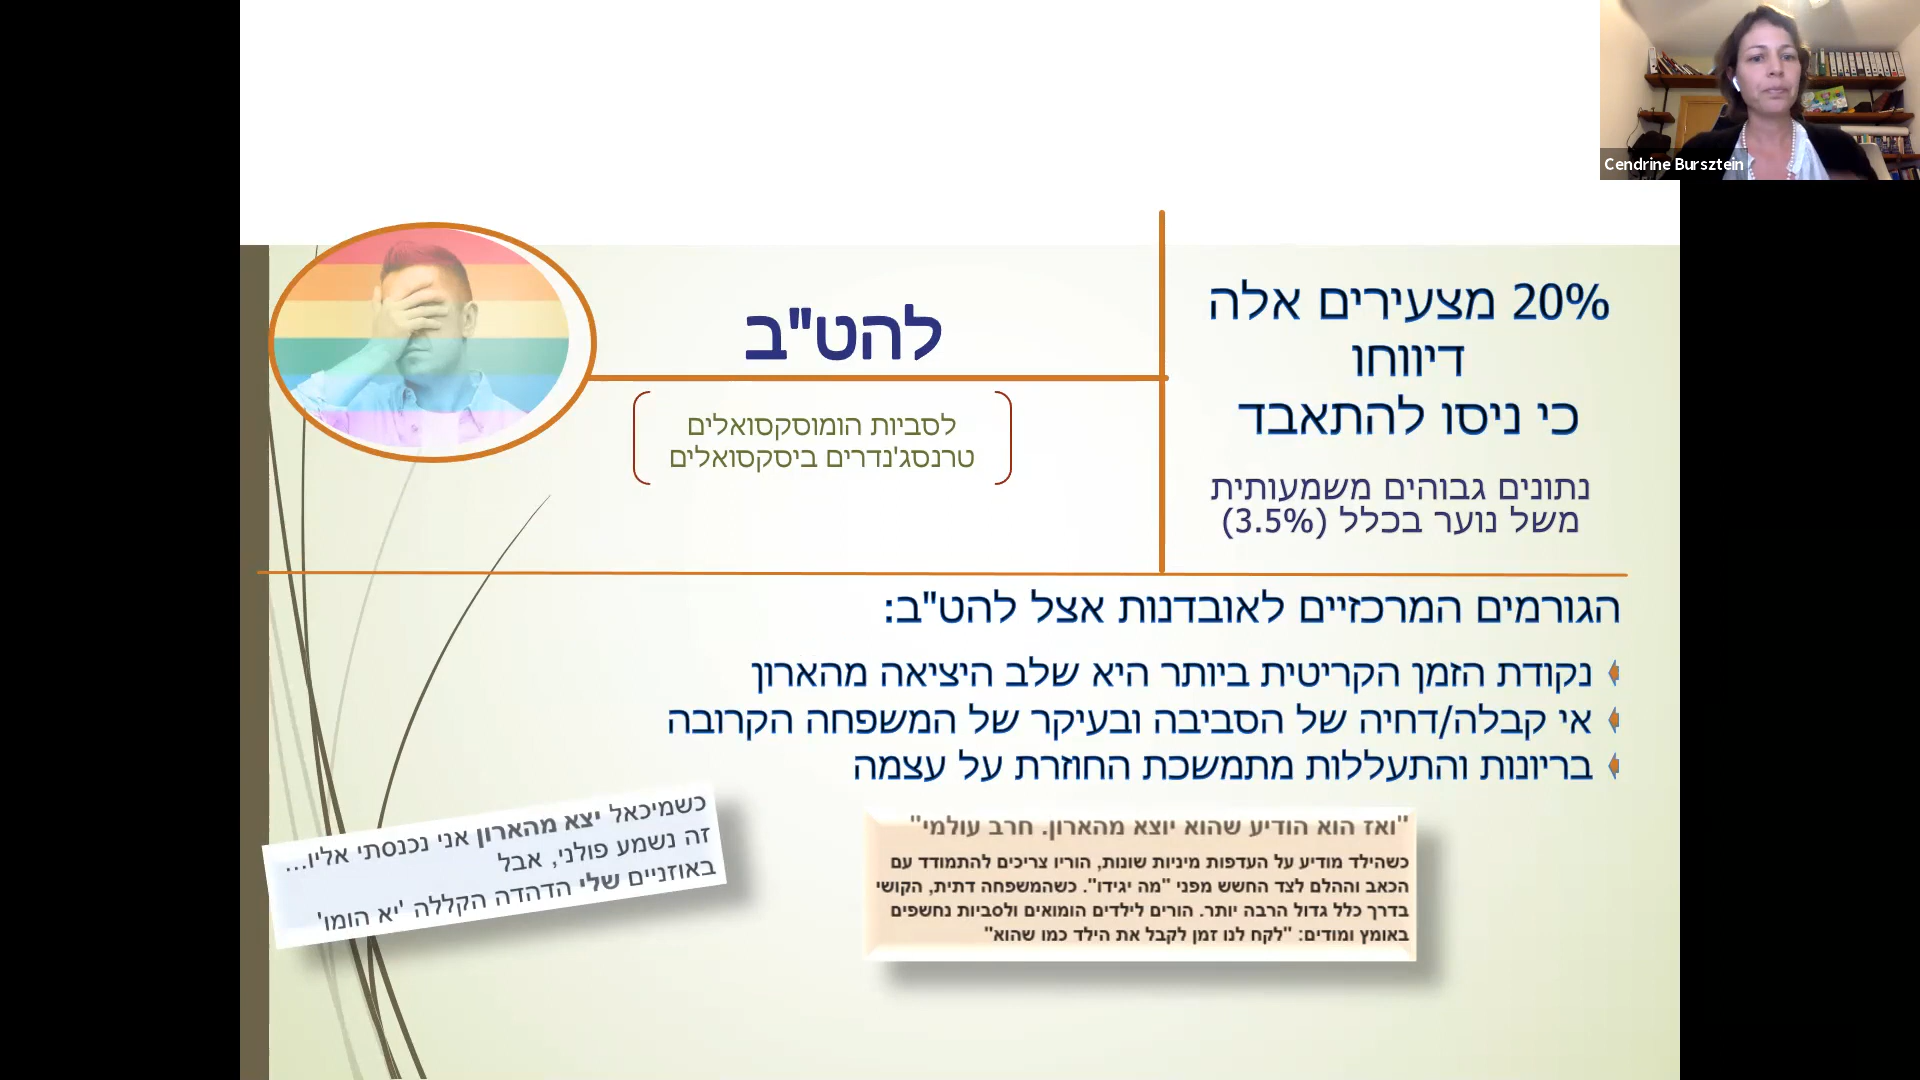 Cendrine Bursztein
להט"ב
לסביות הומוסקסואלים
טרנסג'נדרים ביסקסואלים
20% מצעירים אלה
דיווחו
כי ניסו להתאבד
נתונים גבוהים משמעותית
משל נוער בכלל (3.5%)
הגורמים המרכזיים לאובדנות אצל להט"ב:
נקודת הזמן הקריטית ביותר היא שלב היציאה מהארון
אי קבלה/דחיה של הסביבה ובעיקר של המשפחה הקרובה
בריונות והתעללות מתמשכת החוזרת על עצמה
"ואז הוא הודיע שהוא יוצא מהארון. חרב עולמי"
כשהילד מודיע על העדפות מיניות שונות, הוריו צריכים להתמודד עם
הכאב וההלם לצד החשש מפני "מה יגידו". כשהמשפחה דתית, הקושי
בדרך כלל גדול הרבה יותר. הורים לילדים הומואים ולסביות נחשפים
באומץ ומודים: "לקח לנו זמן לקבל את הילד כמו שהוא"
כשמיכאל יצא מהארון אני נכנסתי אליו...
זה נשמע פולני, אבל
באוזניים שלי הדהדה הקללה 'יא הומו'